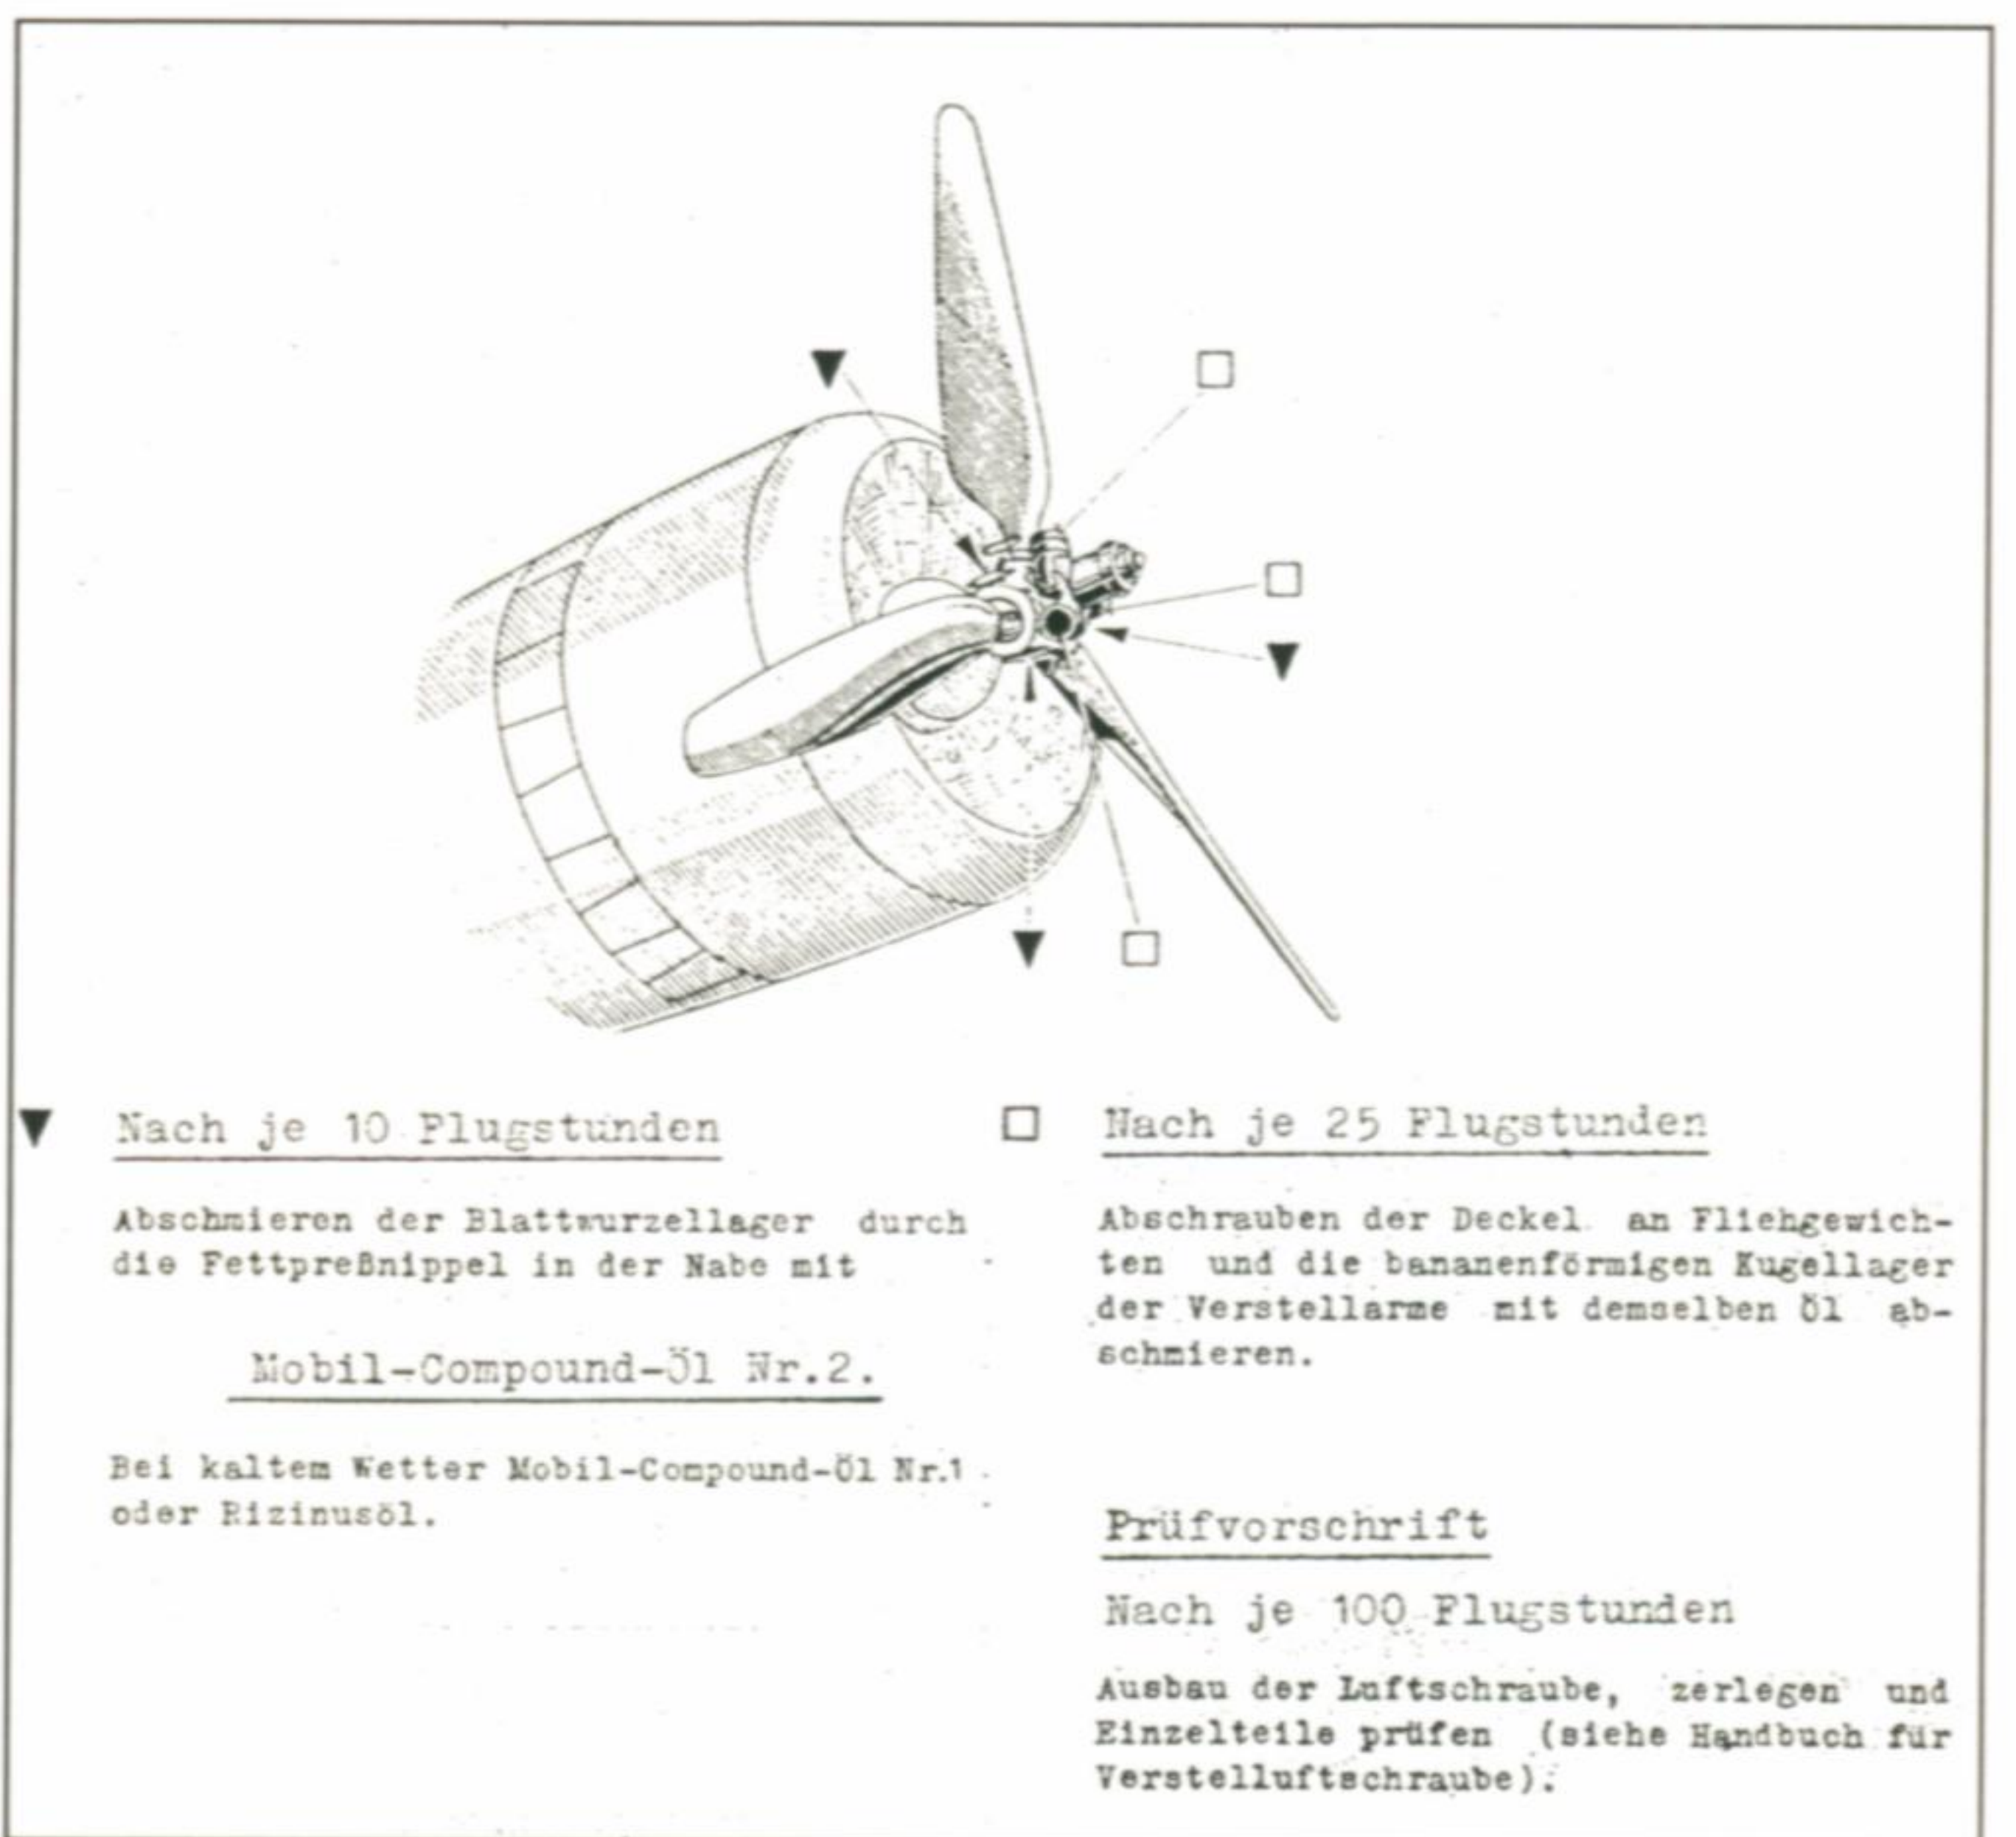 Nach je 10 Flugstunden
Abschmieren der Blattwurzellager durch
die Fettpreßnippel in der Nabe mit
Mobil-Compound-Öl Nr.2.
Bei kaltem Wetter Mobil-Compound-Öl Nr.1
oder Rizinusöl.
Nach je 25 Flugstunden
Abschrauben der Deckel an Fliehgewich-
ten und die bananenförmigen Kugellager
der Verstellarme mit demselben Öl ab-
schmieren.
Prüfvorschrift
Nach je 100 Flugstunden
Ausbau der Luftschraube, zerlegen und
Einzelteile prüfen (siehe Handbuch für
Verstelluftschraube).